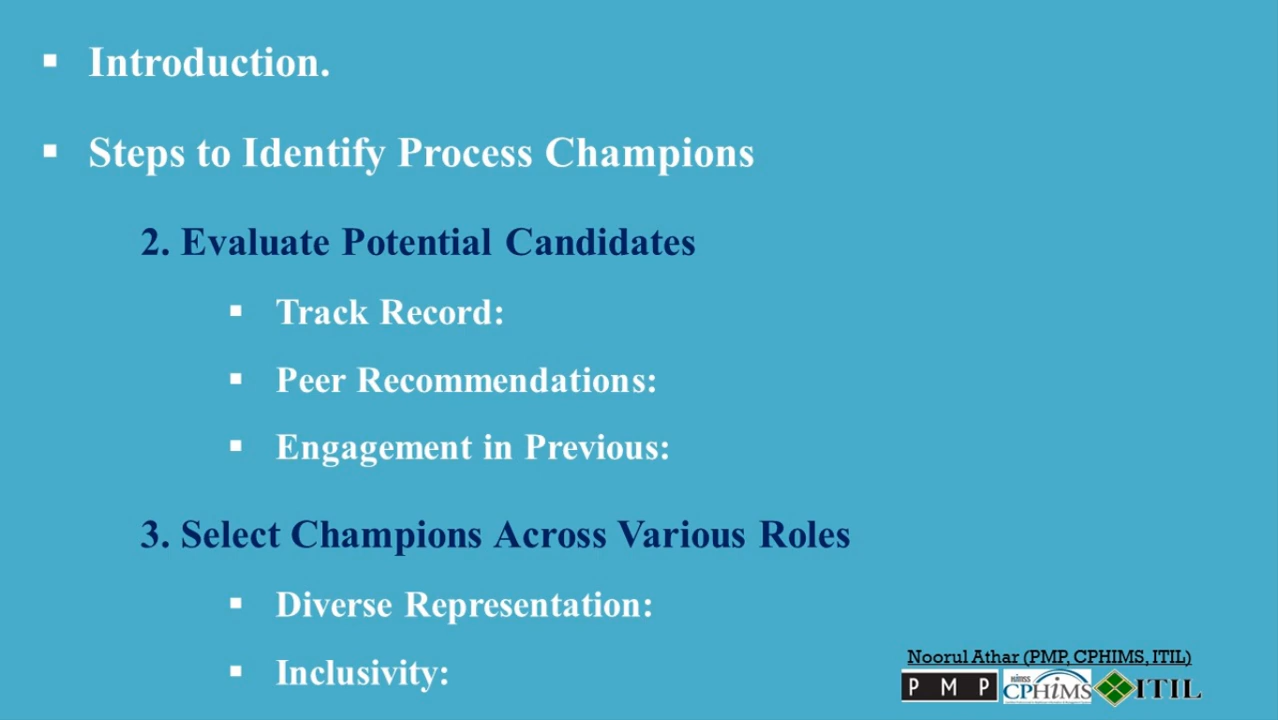 ▪ Introduction.
▪ Steps to Identify Process Champions
2. Evaluate Potential Candidates
▪ Track Record:
▪ Peer Recommendations:
▪ Engagement in Previous:
3. Select Champions Across Various Roles
▪ Diverse Representation:
▪ Inclusivity:
Noorul Athar (PMP, CPHIMS, ITIL)
P M P
HIMSS
CPHiMS
ITIL